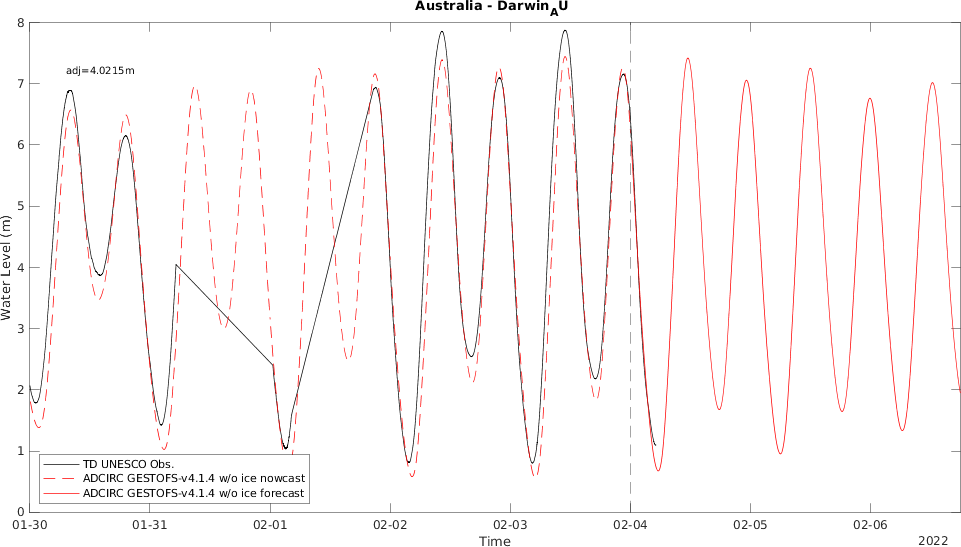 Australia - Darwin_AU
adj=4.0215m
8
7
6
5
4
3
2
1
0
Water Level (m)
TD UNESCO Obs.
ADCIRC GESTOFS-v4.1.4 w/o ice nowcast
ADCIRC GESTOFS-v4.1.4 w/o ice forecast
01-30 01-31 02-01 02-02 02-03 02-04 02-05 02-06
Time
2022